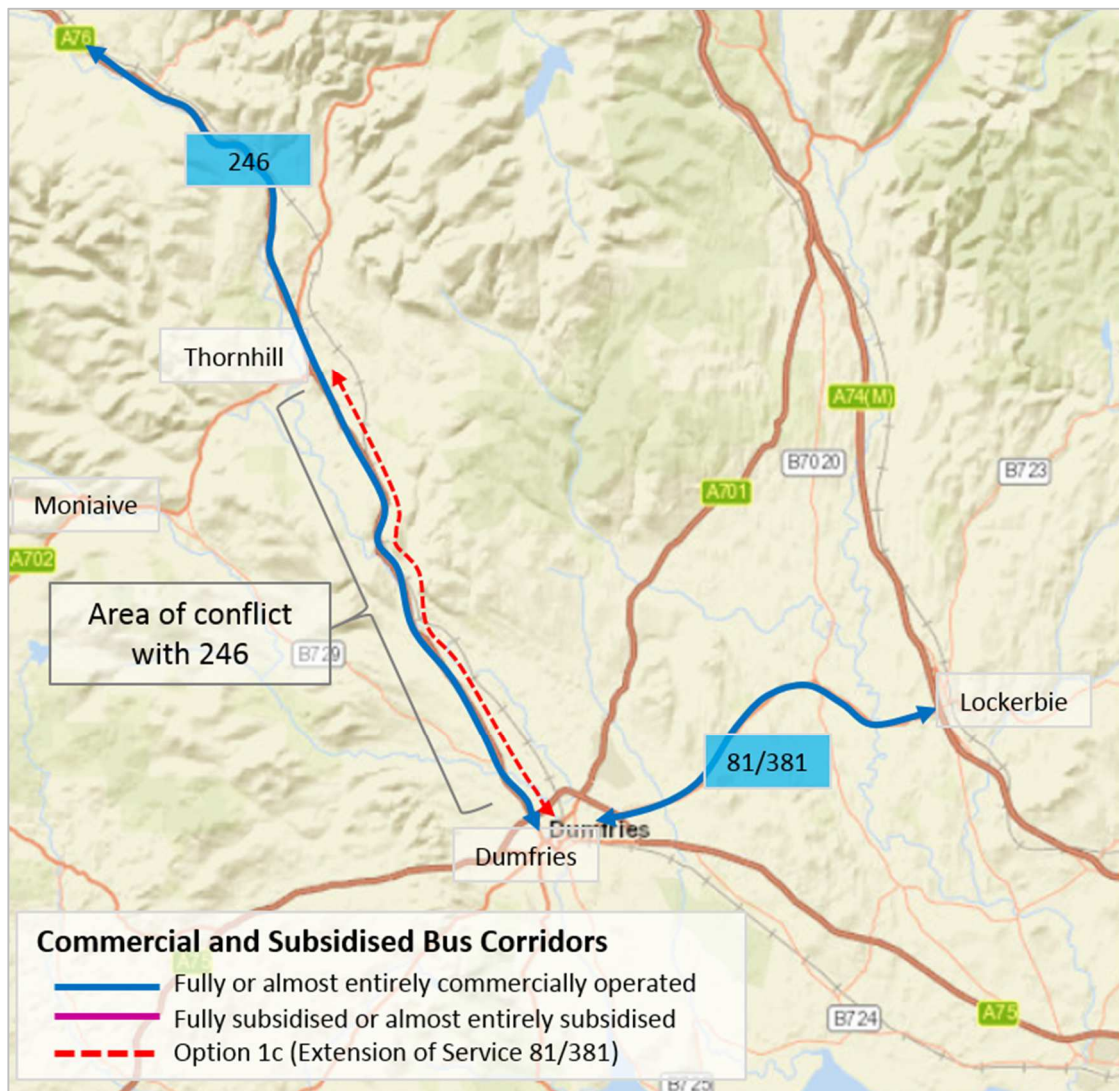 A76
246
Thornhill
A74(M)
B7020
B723
A701
Moniaive
A702
Area of conflict
with 246
B729
Lockerbie
81/381
Dumfries
Dumfries
Commercial and Subsidised Bus Corridors
A75
Fully or almost entirely commercially operated
Fully subsidised or almost entirely subsidised
Option 1c (Extension of Service 81/381)
A75
B724
B725